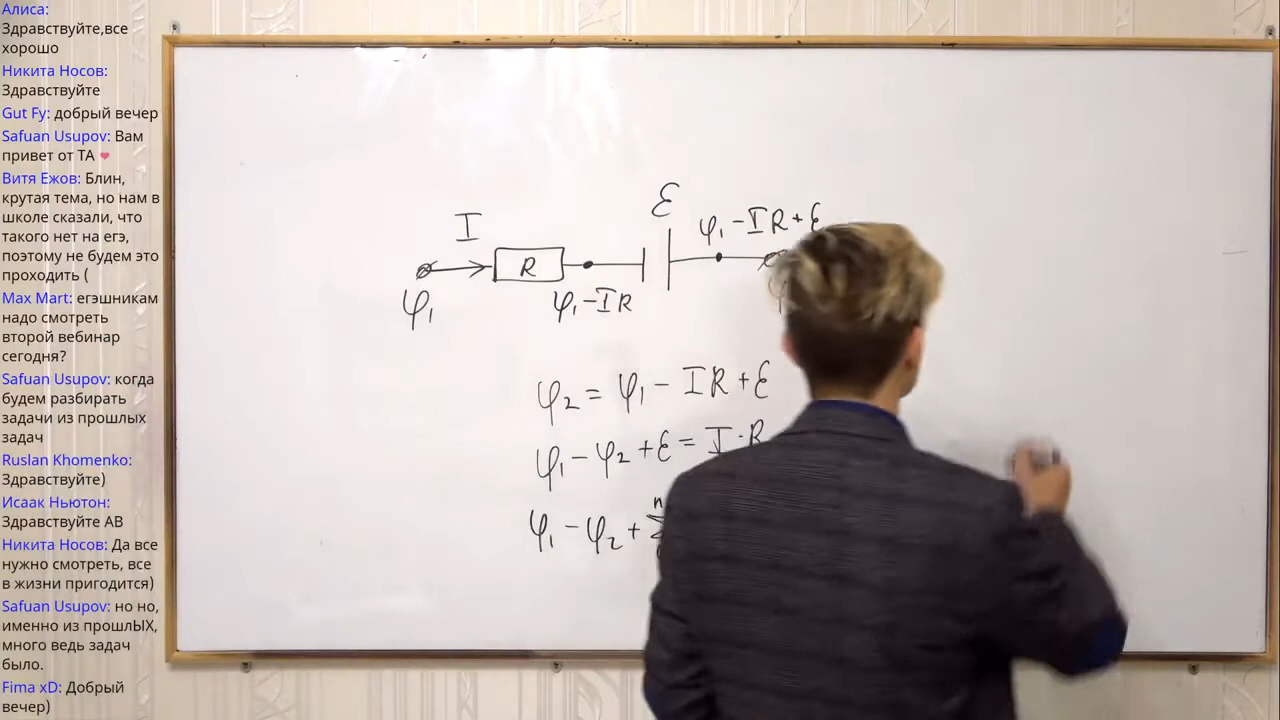 Алиса:
Здравствуйте,все
хорошо
Никита Носов:
Здравствуйте
Gut Fy: добрый вечер
Safuan Usupov: Вам
привет от ТА ❤
Витя Ежов: Блин,
крутая тема, но нам в
школе сказали, что
такого нет на егэ,
поэтому не будем это
проходить (
Max Mart: егэшникам
надо смотреть
второй вебинар
сегодня?
Safuan Usupov: когда
будем разбирать
задачи из прошлых
задач
Ruslan Khomenko:
Здравствуйте)
Исаак Ньютон:
Здравствуйте АВ
Никита Носов: Да все
нужно смотреть, все
в жизни пригодится)
Safuan Usupov: но но,
именно из прошлЫХ,
много ведь задач
было.
Fima xD: Добрый
вечер)
ℰ
I
φ₁ - IR + ℰ
R
φ₁
φ₁ - IR
φ₂ = φ₁ - IR + ℰ
φ₁ - φ₂ + ℰ = I · R
φ₁ - φ₂ + Σ
n